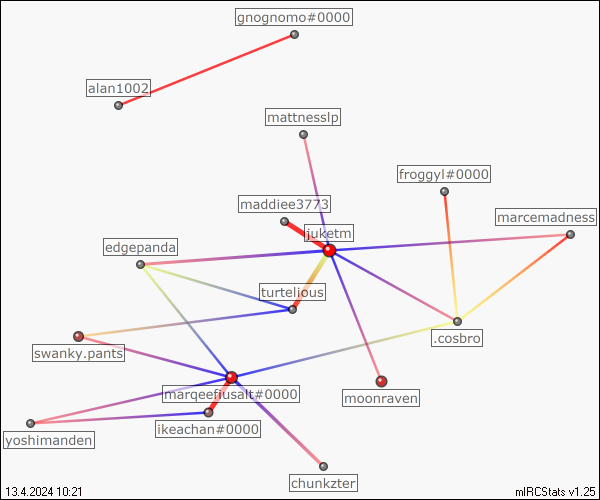 gnognomo#0000
alan1002
mattnesslp
froggyl#0000
maddiee3773
marcemadness
juketm
edgepanda
turtelious
.cosbro
swanky.pants
marqeefiusalt#0000
moonraven
ikeachan#0000
yoshimanden
chunkzter
13.4.2024 10:21
mIRCStats v1.25